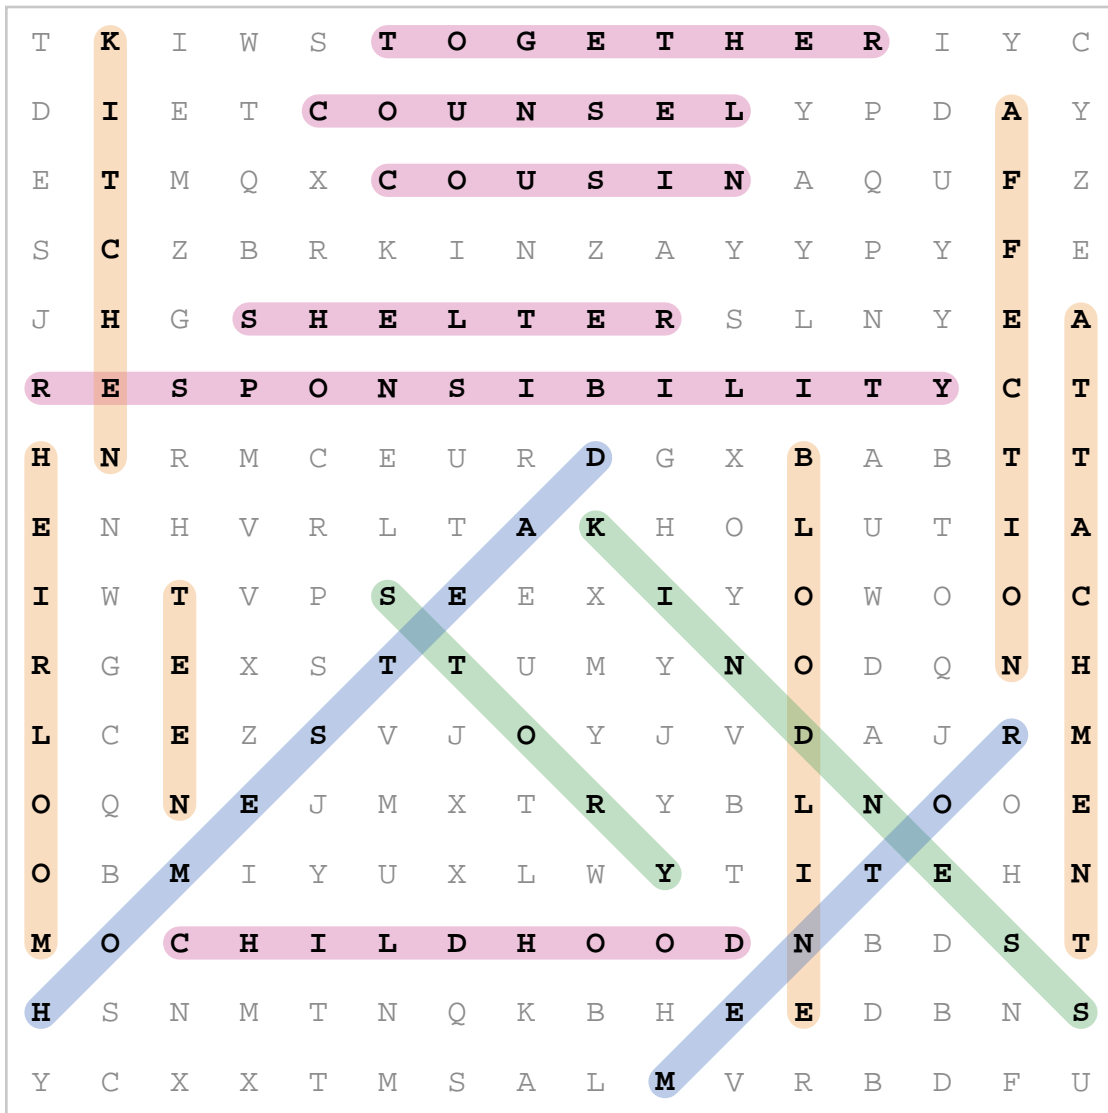 T K I W S T O G E T H E R I Y C
D I E T C O U N S E L Y P D A Y
E T M Q X C O U S I N A Q U F Z
S C Z B R K I N Z A Y Y P Y F E
J H G S H E L T E R S L N Y E A
R E S P O N S I B I L I T Y C T
H N R M C E U R D G X B A B T T
E N H V R L T A K H O L U T I A
I W T V P S E E X I Y O W O O C
R G E X S T T U M Y N O D Q N H
L C E Z S V J O Y J V D A J R M
O Q N E J M X T R Y B L N O O E
O B M I Y U X L W Y T I T E H N
M O C H I L D H O O D N B D S T
H S N M T N Q K B H E E D B N S
Y C X X T M S A L M V R B D F U